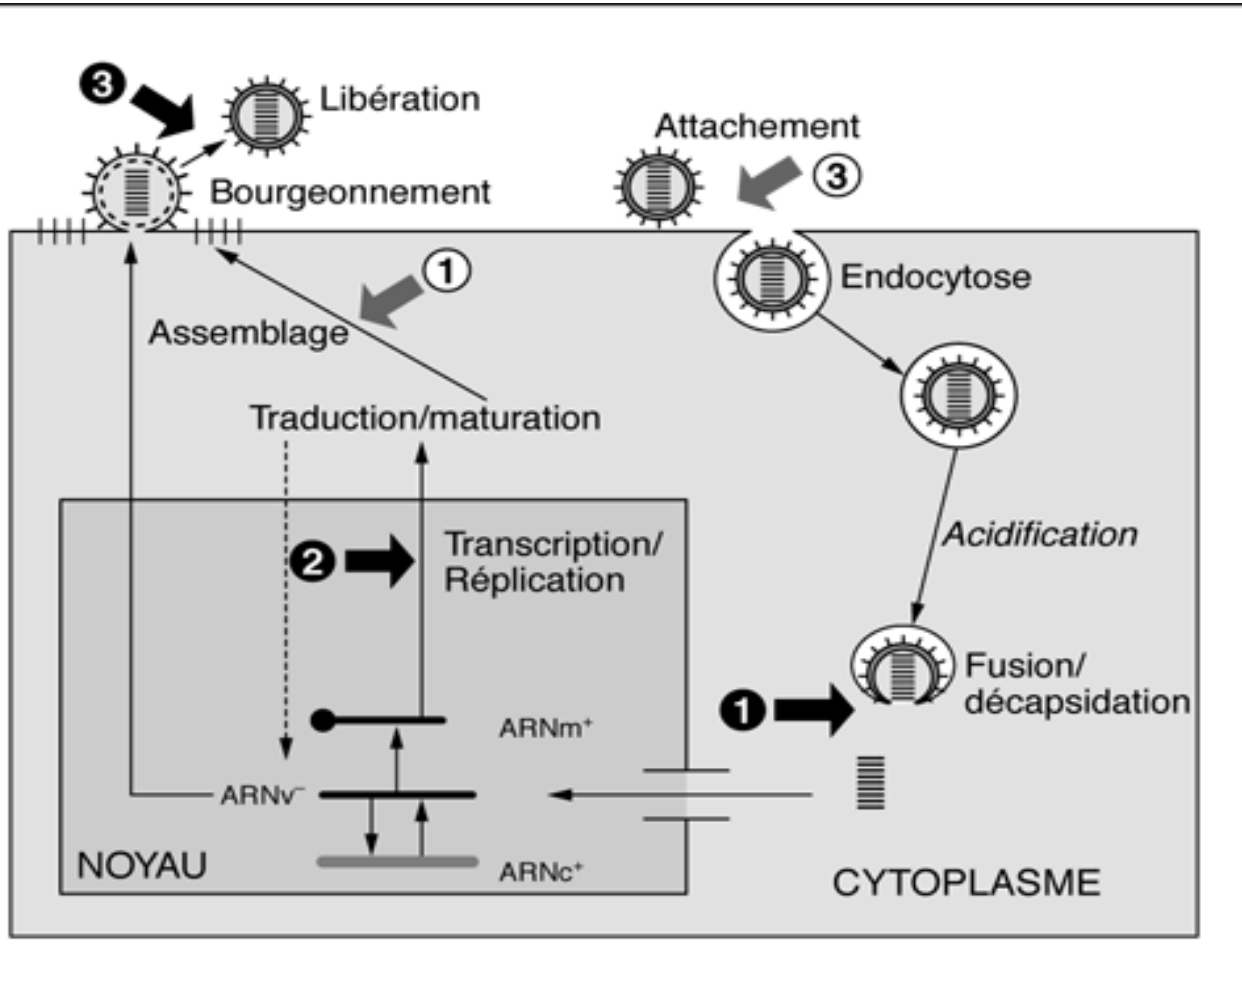 3
Libération
Attachement
3
Bourgeonnement
1
Endocytose
Assemblage
Traduction/maturation
Acidification
2
Transcription/
Réplication
Fusion/
décapsidation
1
ARNm⁺
ARNv⁻
ARNc⁺
NOYAU
CYTOPLASME